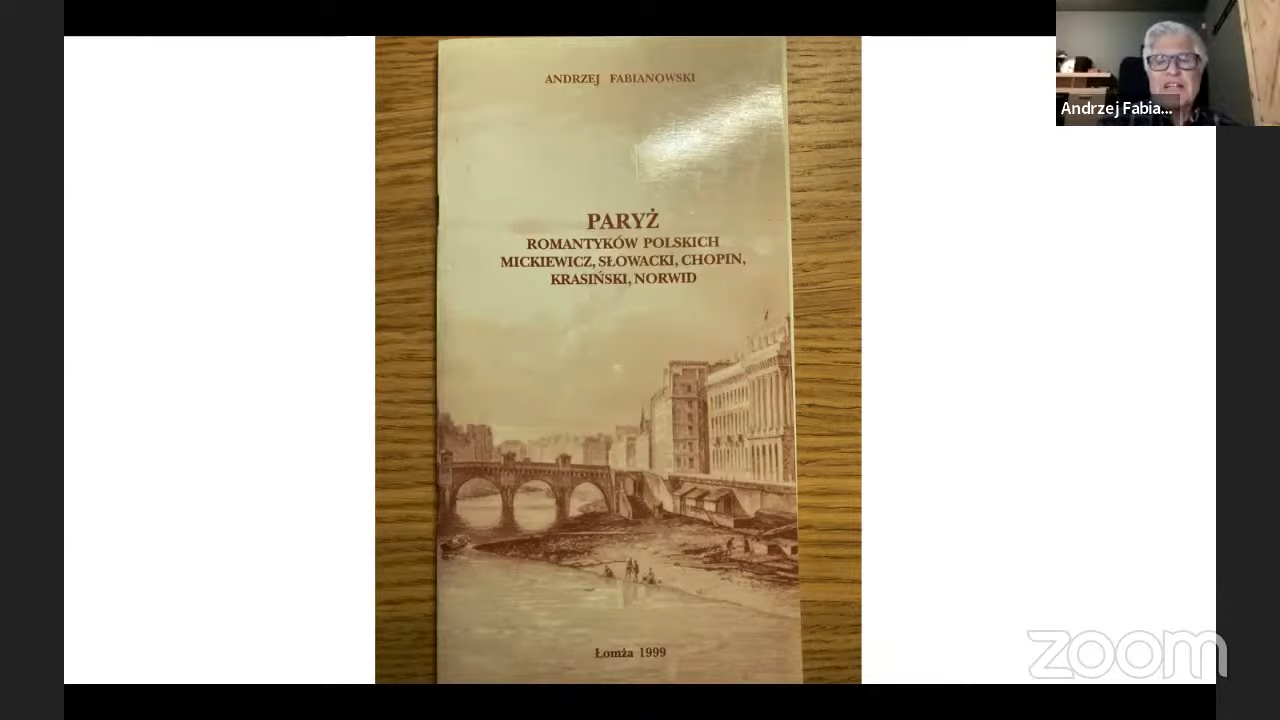 ANDRZEJ FABIANOWSKI
PARYŻ
ROMANTYKÓW POLSKICH
MICKIEWICZ, SŁOWACKI, CHOPIN,
KRASIŃSKI, NORWID
Łomża 1999
Andrzej Fabia...
zoom